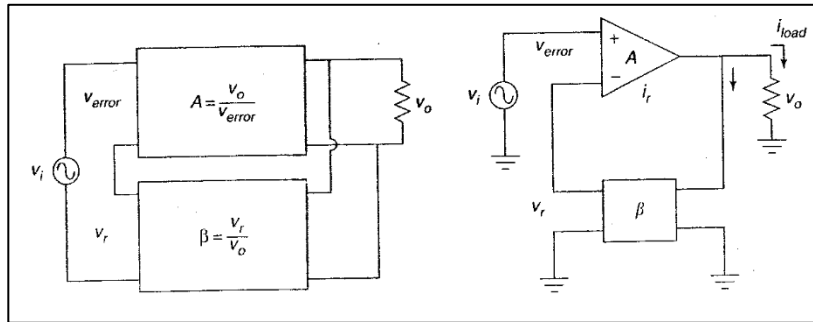 v_error
A = v_o / v_error
v_o
v_i
v_r
β = v_r / v_o
i_load
v_error
+
A
−
i_r
v_i
v_o
v_r
β